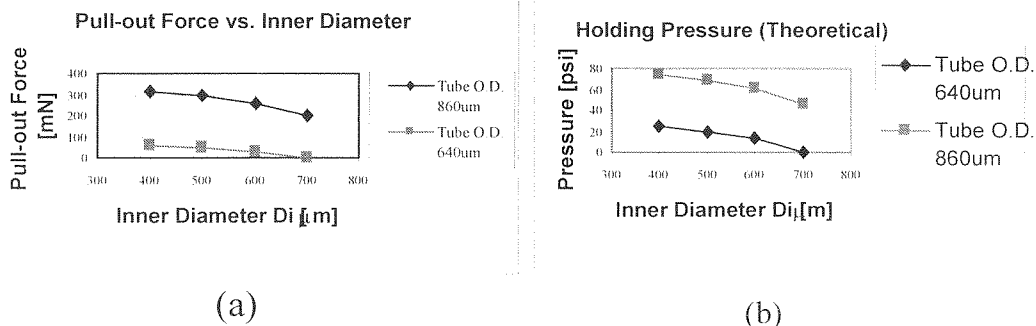 Pull-out Force vs. Inner Diameter
Pull-out Force
[mN]
400
300
200
100
0
300 400 500 600 700 800
Inner Diameter Di [μm]
Tube O.D.
860um
Tube O.D.
640um
(a)
Holding Pressure (Theoretical)
Pressure [psi]
80
60
40
20
0
300 400 500 600 700 800
Inner Diameter Di μ[m]
Tube O.D.
640um
Tube O.D.
860um
(b)